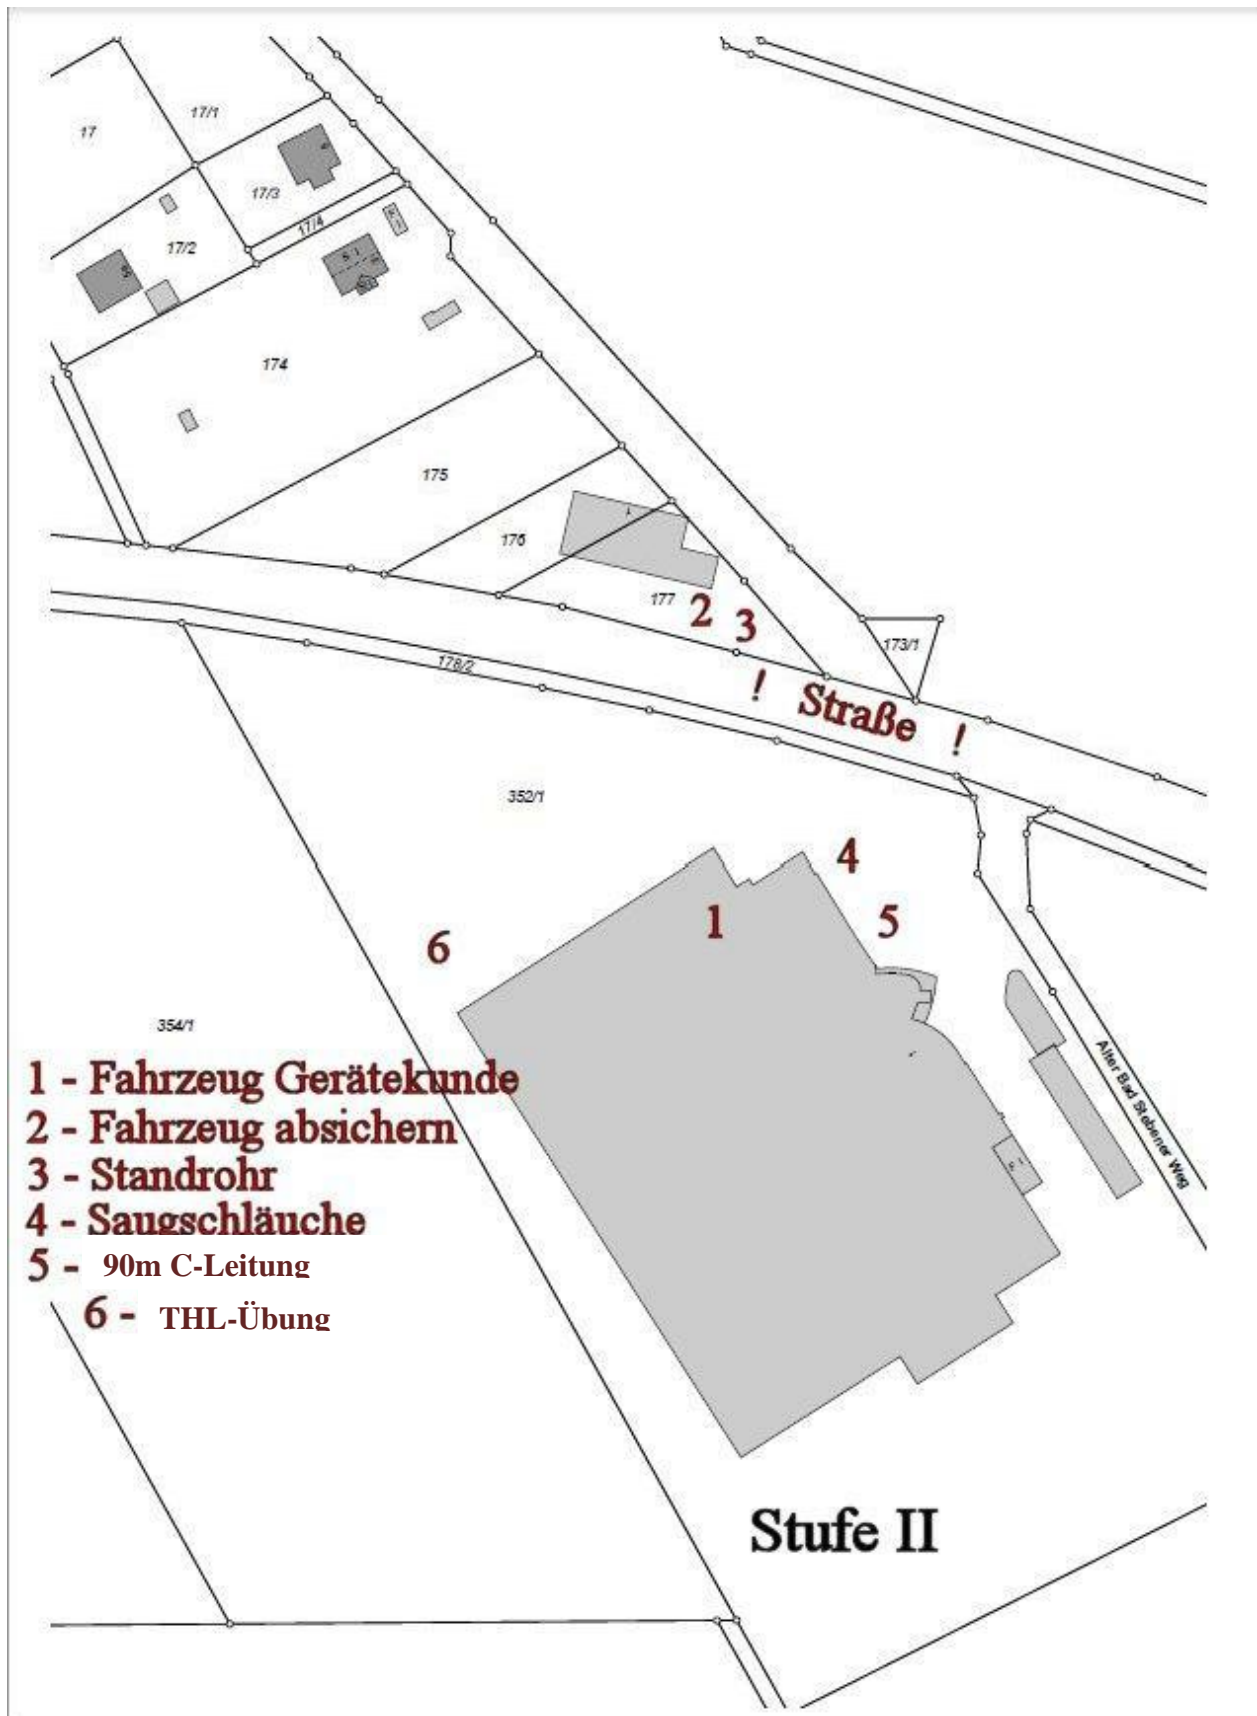 17
17/1
17/3
17/4
17/2
174
175
176
177
2
3
173/1
! Straße !
178/2
352/1
4
1
5
6
354/1
Alter Bad Stebener Weg
1 - Fahrzeug Gerätekunde
2 - Fahrzeug absichern
3 - Standrohr
4 - Saugschläuche
5 - 90m C-Leitung
6 - THL-Übung
Stufe II